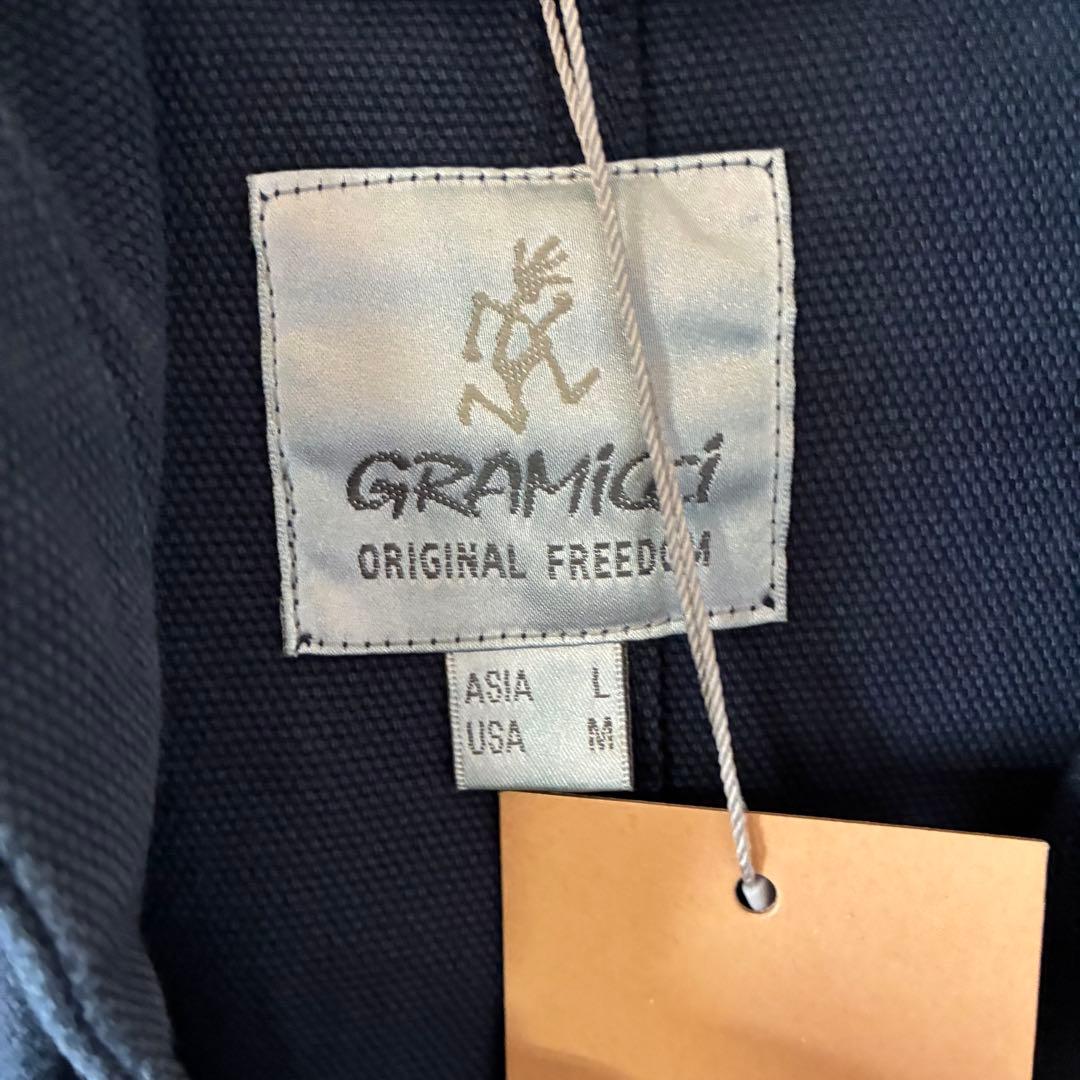 GRAMiCCi
ORIGINAL FREEDOM
ASIA L
USA M